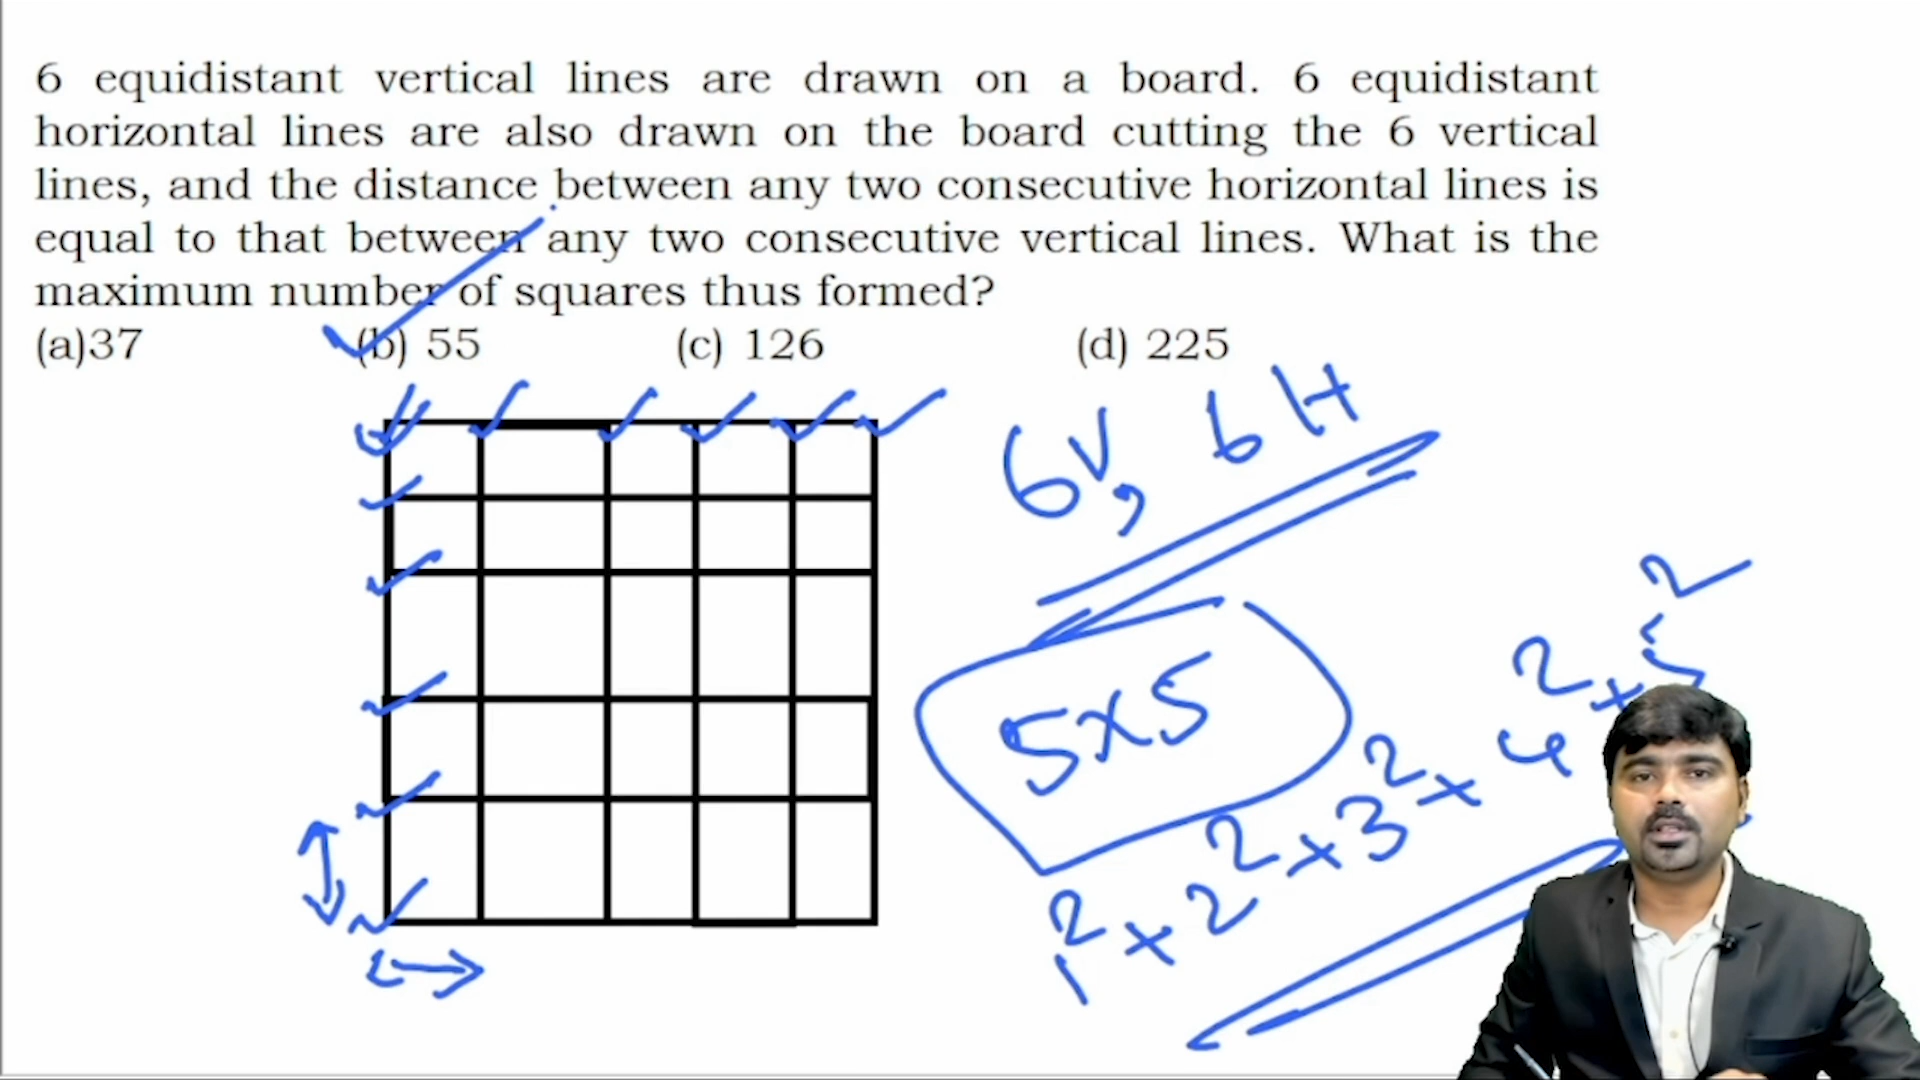 6 equidistant vertical lines are drawn on a board. 6 equidistant
horizontal lines are also drawn on the board cutting the 6 vertical
lines, and the distance between any two consecutive horizontal lines is
equal to that between any two consecutive vertical lines. What is the
maximum number of squares thus formed?
(a)37 (b) 55 (c) 126 (d) 225
6V, 6H
5×5
1² + 2² + 3² + 4² +